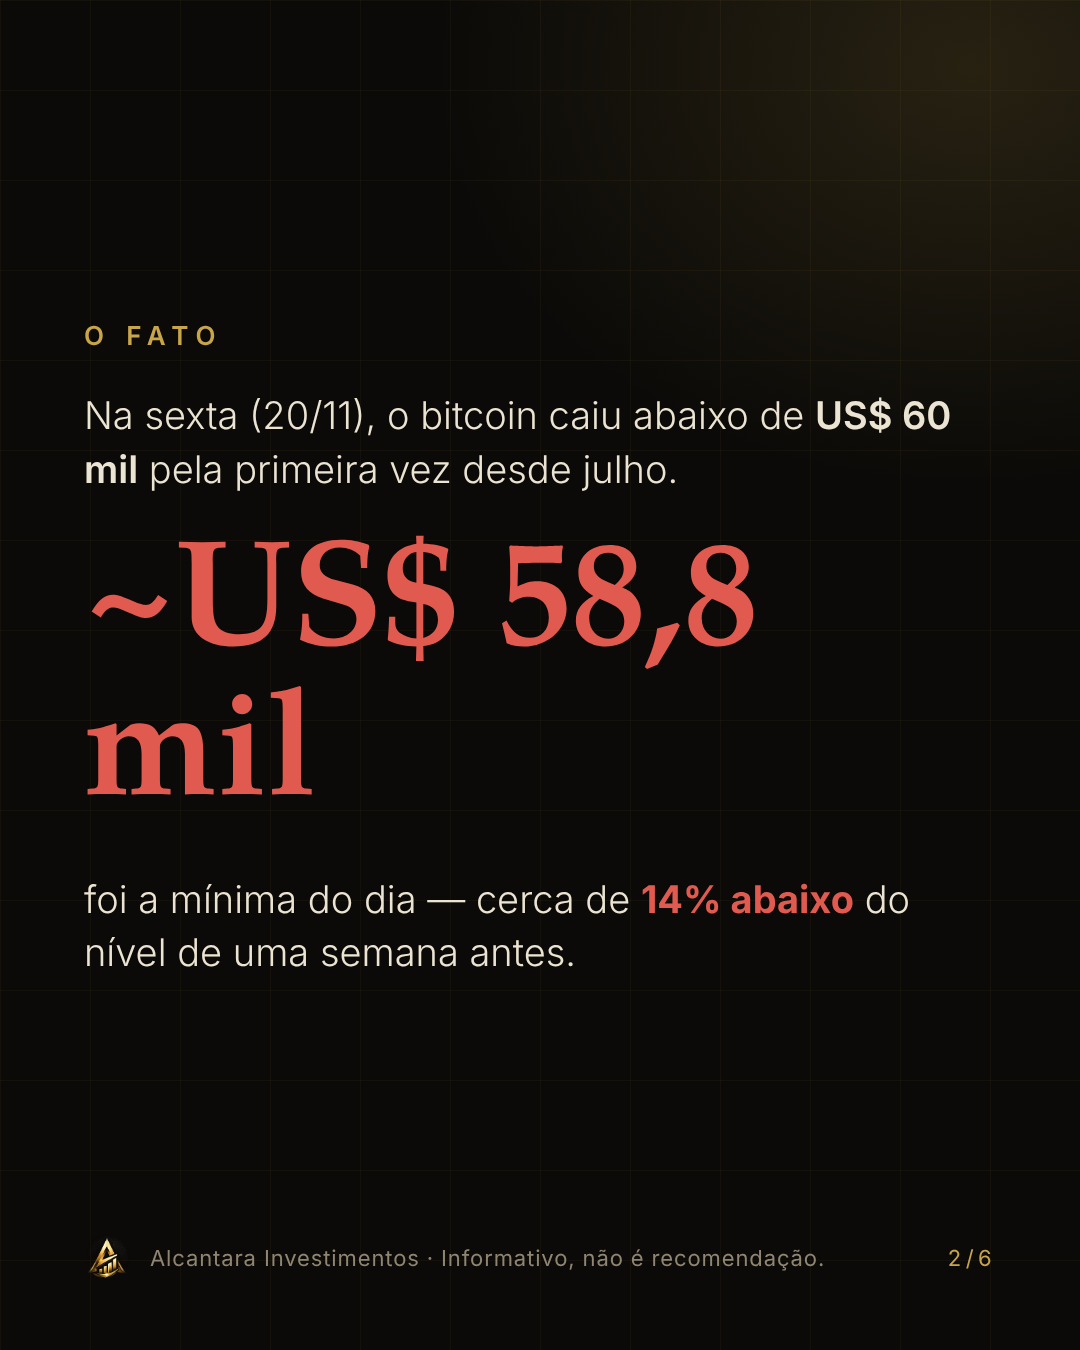 O FATO
Na sexta (20/11), o bitcoin caiu abaixo de US$ 60
mil pela primeira vez desde julho.
~US$ 58,8
mil
foi a mínima do dia — cerca de 14% abaixo do
nível de uma semana antes.
Alcantara Investimentos · Informativo, não é recomendação.
2/6